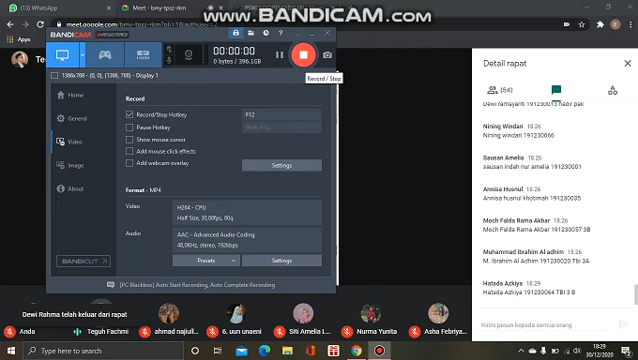 (13) WhatsApp
Meet - bmy-tpsz-rkm
WWW.BANDICAM.COM
meet.google.com/bmy-tpsz-rkm
Apps
BANDICAM UNREGISTERED
00:00:00
0 bytes / 396.1GB
Record / Stop
1366x768 - (0, 0), (1366, 768) - Display 1
Home
General
Video
Image
About
BANDICUT
Record
Record/Stop Hotkey
F12
Pause Hotkey
Shift+F12
Show mouse cursor
Add mouse click effects
Add webcam overlay
Settings
Format - MP4
Video
H264 - CPU
Half Size, 30,00fps, 80q
Audio
AAC - Advanced Audio Coding
48,0KHz, stereo, 192kbps
Presets
Settings
[PC Blackbox] Auto Start Recording, Auto Complete Recording
Detail rapat
(54)
Nining Windari 18.26
Nining windari 191230066
Sausan Amelia 18.26
sausan indah nur amelia 191230001
Annisa Husnul 18.26
Annisa husnul khotimah 191230035
Moch Falda Rama Akbar 18.26
Moch Falda Rama Akbar 191230057 3B
Muhammad ibrahim Al adhim 18.26
M. Ibrahim Al Adhim 191230020 Tbi 3A
Hatada Azkiya 18.29
Hatada Azkiya 191230064 TBI 3 B
Kirim pesan kepada semua orang
Dewi Rahma telah keluar dari rapat
Anda
Teguh Fachmi
ahmad najiull...
6. uun unaeni
Siti Amelia L...
Nurma Yunita
Asha Febriya...
Type here to search
18:29
30/12/2020